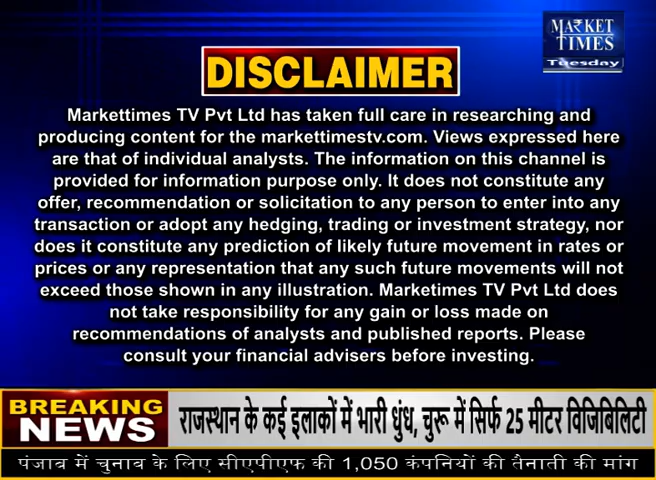 MARKET
TIMES
Tuesday
DISCLAIMER
Markettimes TV Pvt Ltd has taken full care in researching and
producing content for the markettimestv.com. Views expressed here
are that of individual analysts. The information on this channel is
provided for information purpose only. It does not constitute any
offer, recommendation or solicitation to any person to enter into any
transaction or adopt any hedging, trading or investment strategy, nor
does it constitute any prediction of likely future movement in rates or
prices or any representation that any such future movements will not
exceed those shown in any illustration. Marketimes TV Pvt Ltd does
not take responsibility for any gain or loss made on
recommendations of analysts and published reports. Please
consult your financial advisers before investing.
BREAKING
NEWS
राजस्थान के कई इलाकों में भारी धुंध, चुरू में सिर्फ 25 मीटर विजिबिलिटी
पंजाब में चुनाव के लिए सीएपीएफ की 1,050 कंपनियों की तैनाती की मांग